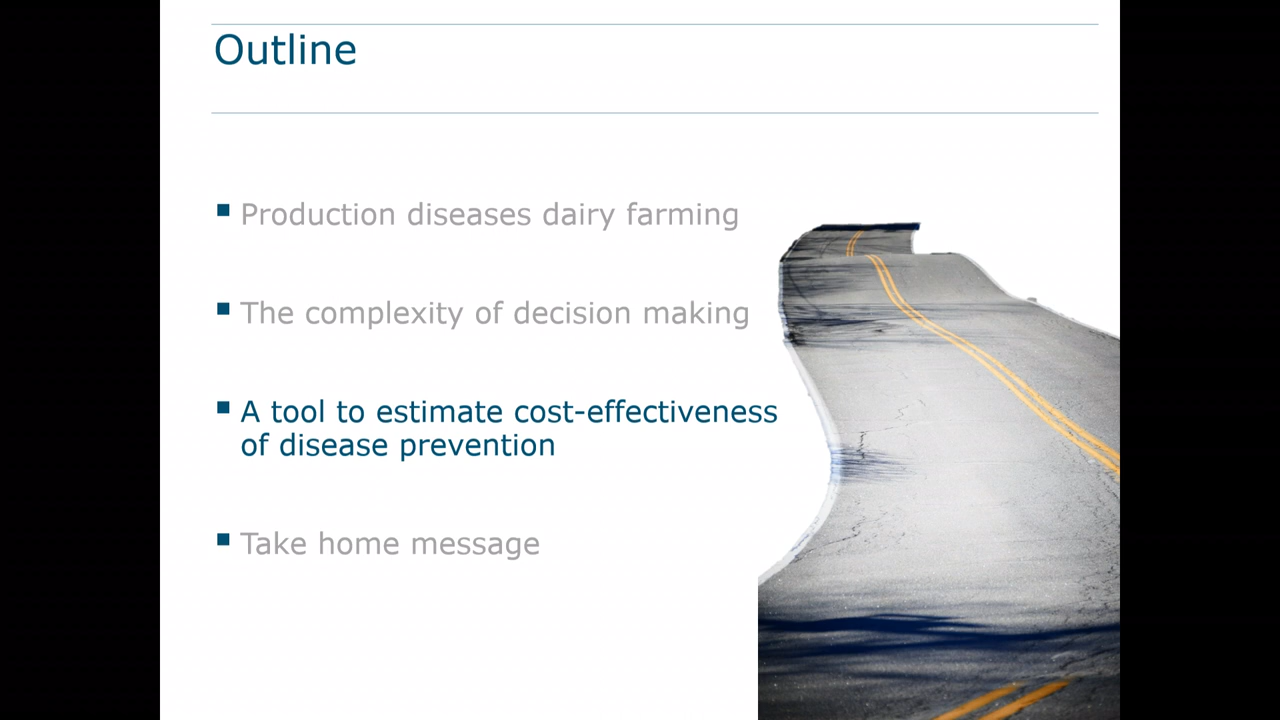 Outline
Production diseases dairy farming
The complexity of decision making
A tool to estimate cost-effectiveness
of disease prevention
Take home message